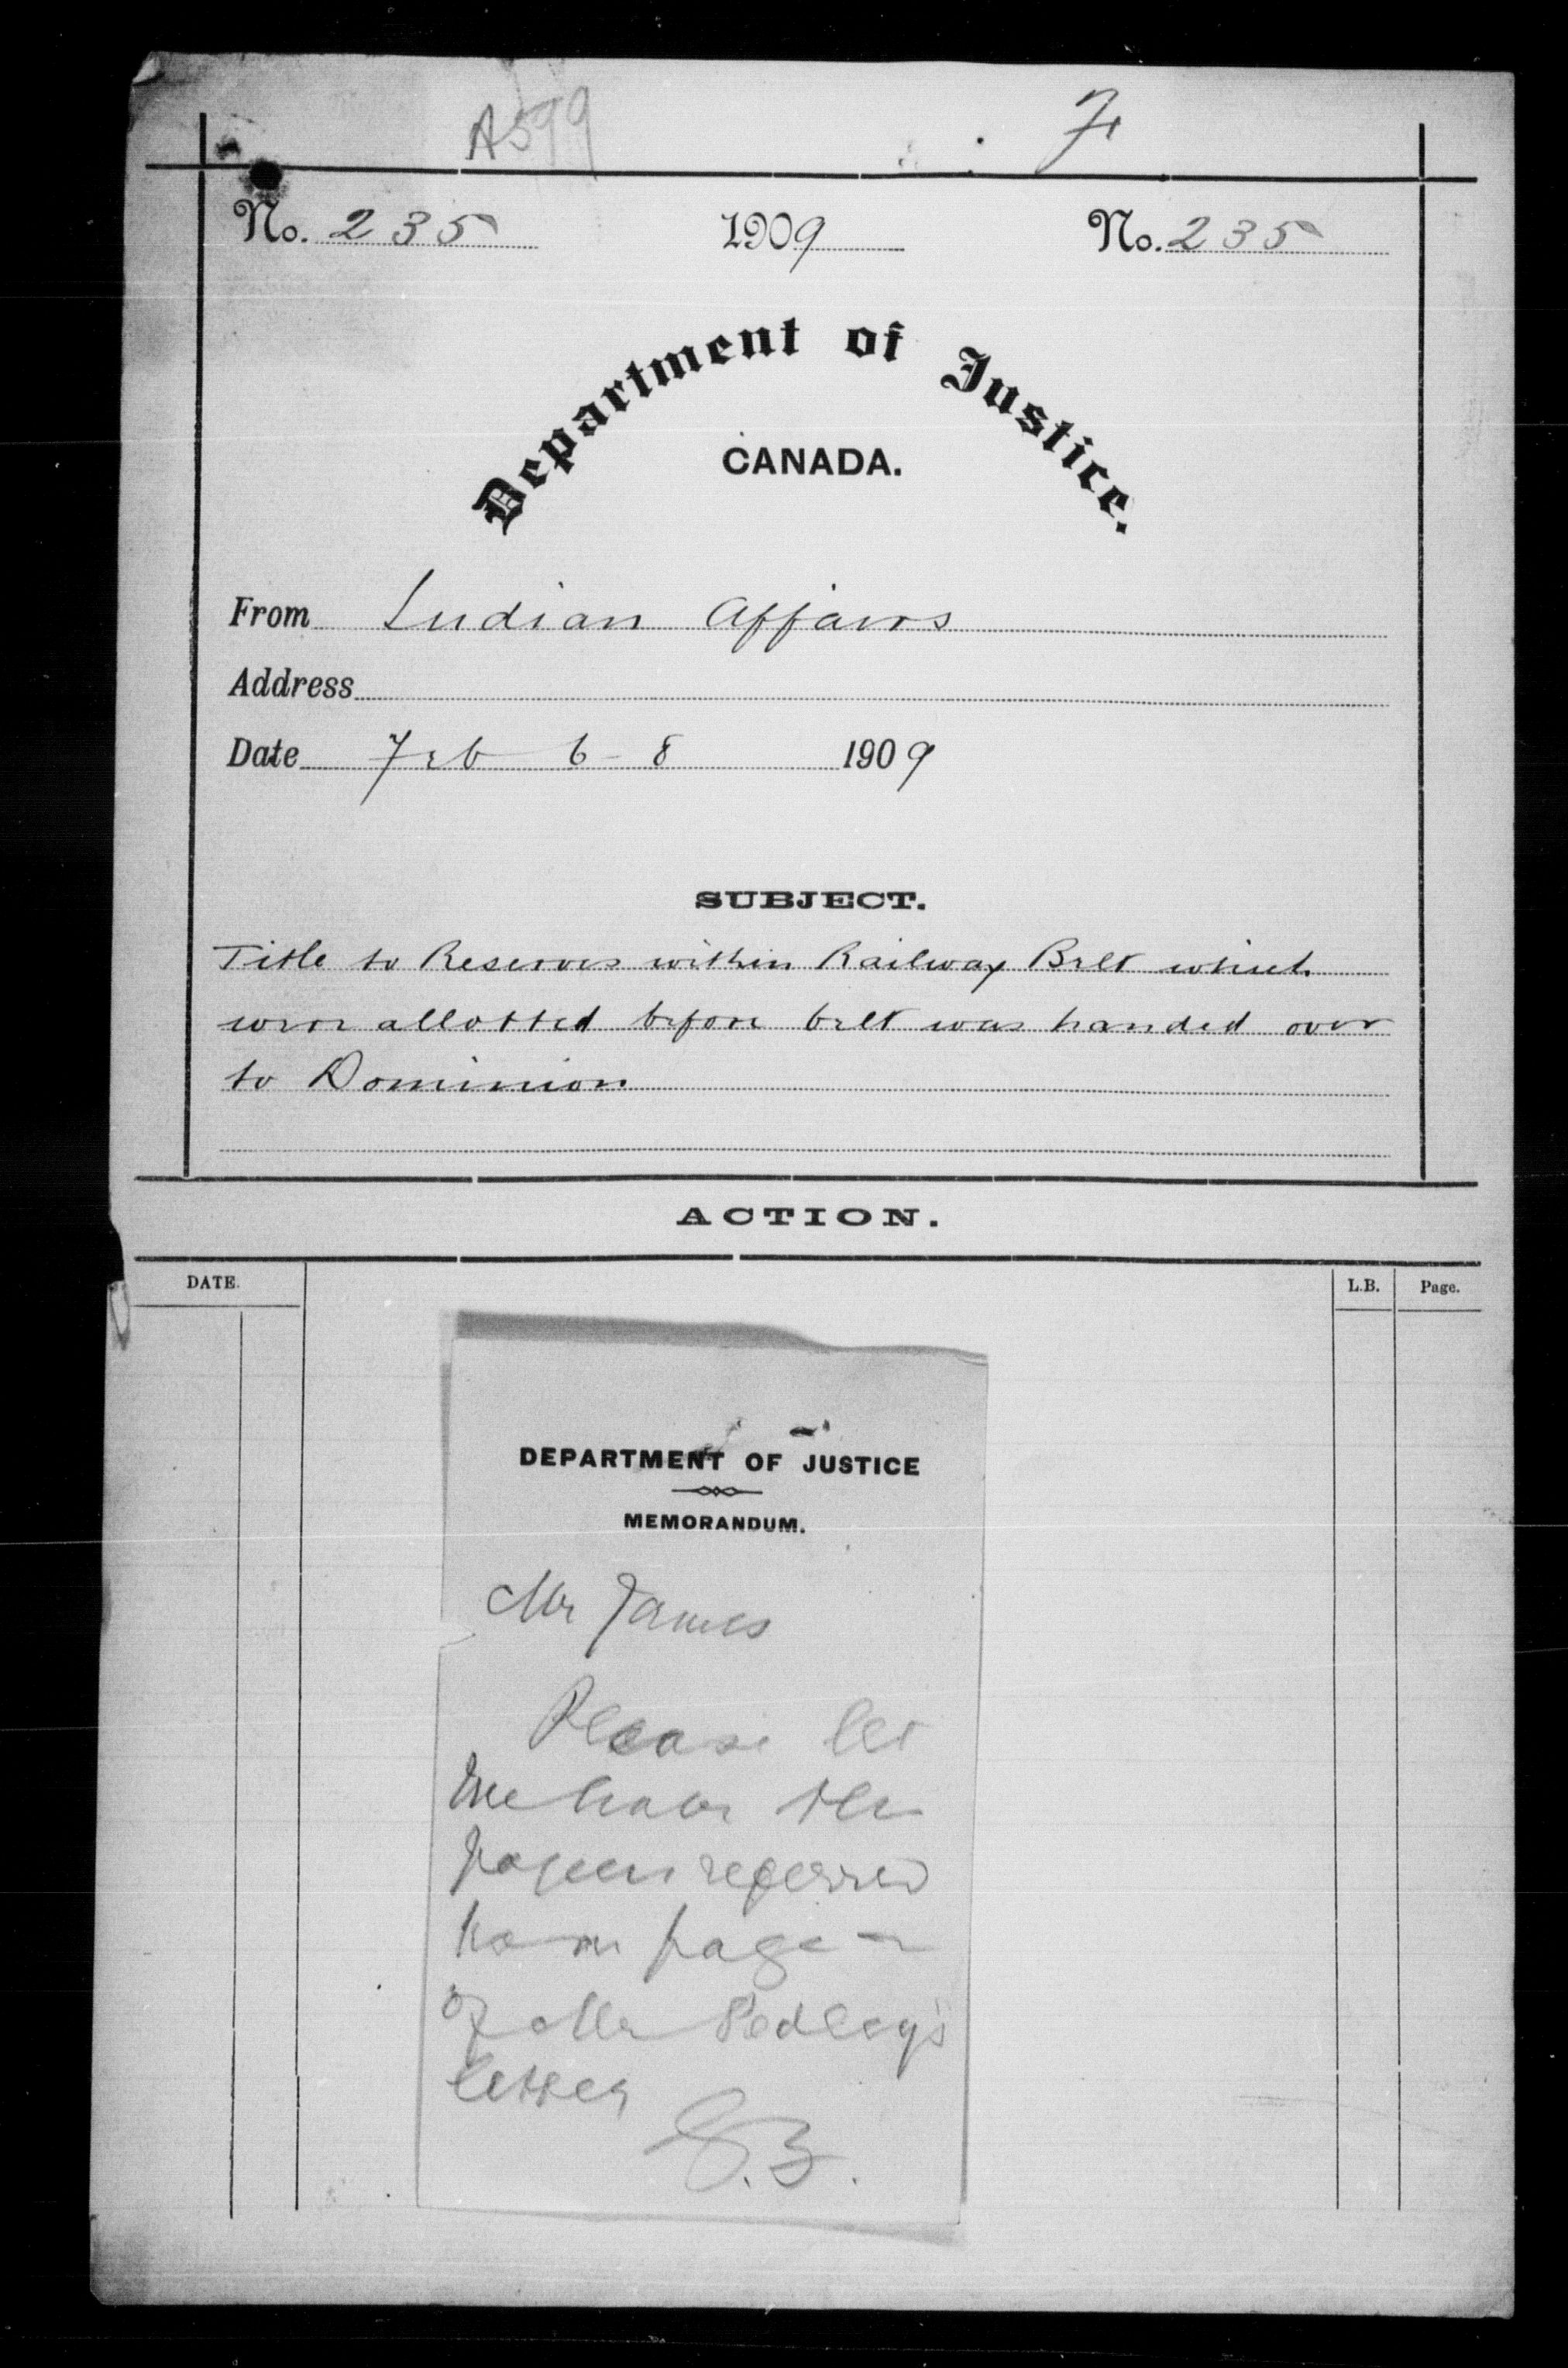 A599
No. 235 1909 No. 235
Department of Justice.
CANADA.
From Indian Affairs
Address
Date Feb 6-8 1909
SUBJECT.
Title to Reserves within Railway Belt which
were allotted before belt was handed over
to Dominion
ACTION.
DATE. L.B. Page.
DEPARTMENT OF JUSTICE
MEMORANDUM.
Mr James
Please let
me have the
papers referred
to on page
of Mr Pedley's
letter